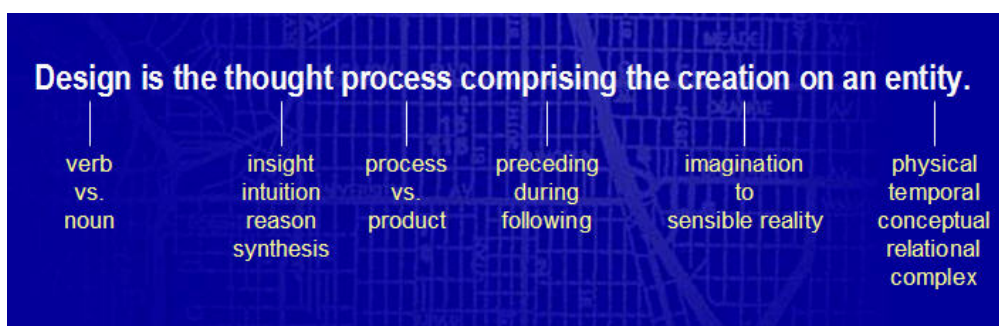 Design is the thought process comprising the creation on an entity.
verb
vs.
noun
insight
intuition
reason
synthesis
process
vs.
product
preceding
during
following
imagination
to
sensible reality
physical
temporal
conceptual
relational
complex
MEADE